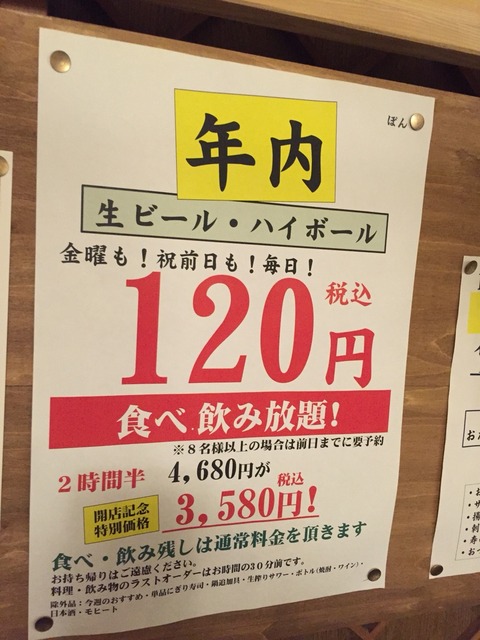 ぽん
年内
生ビール・ハイボール
金曜も！祝前日も！毎日！
120円 税込
食べ飲み放題！
※８名様以上の場合は前日までに要予約
２時間半 4,680円が
開店記念
特別価格
税込
3,580円！
食べ・飲み残しは通常料金を頂きます
お持ち帰りはご遠慮ください。
料理・飲み物のラストオーダーはお時間の３０分前です。
除外品：今週のおすすめ・単品にぎり寿司・鍋追加具・生搾りサワー・ボトル(焼酎・ワイン)・
日本酒・モヒート